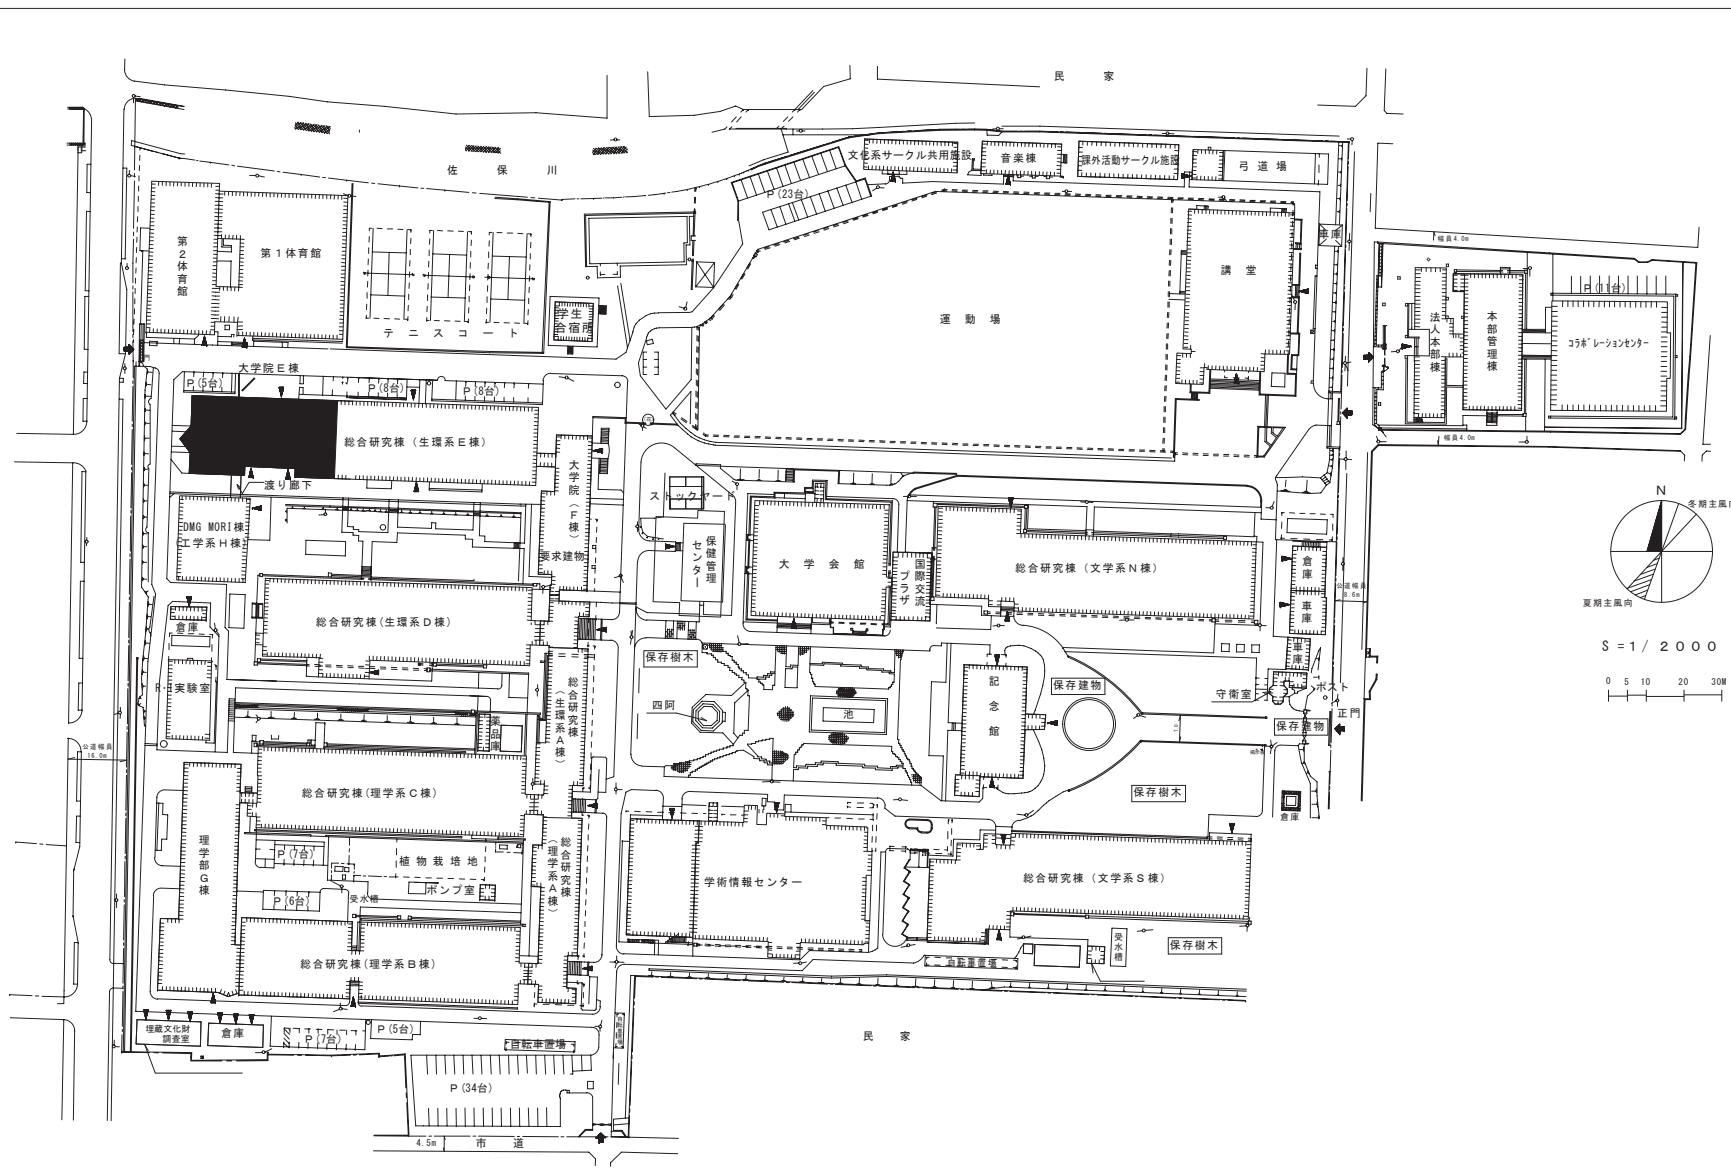 民 家
佐 保 川
文化系サークル共用施設
音楽棟
課外活動サークル施設
弓 道 場
P(23台)
車庫
幅員4.0m
第2体育館
第1体育館
テニスコート
学生
合宿所
運 動 場
講 堂
法人本部棟
本部管理棟
P(11台)
コラボレーションセンター
幅員4.0m
大学院E棟
P(5台)
P(8台)
P(8台)
総合研究棟(生環系E棟)
渡り廊下
大学院(F棟)
要求建物
ストックヤード
DMG MORI棟
(工学系H棟)
保健管理
センター
大 学 会 館
国際交流
プラザ
総合研究棟(文学系N棟)
倉庫
車庫
車庫
公道幅員
8.6m
N
冬期主風向
夏期主風向
S=1/2000
0 5 10 20 30M
倉庫
総合研究棟(生環系D棟)
保存樹木
記念館
保存建物
守衛室
ポスト
正門
保存建物
R・I実験室
総合研究棟
(生環系A棟)
四阿
池
薬品庫
公道幅員
16.0m
総合研究棟(理学系C棟)
保存樹木
倉庫
理学部G棟
P(7台)
植物栽培地
ポンプ室
P(6台)
受水槽
総合研究棟
(理学系A棟)
学術情報センター
総合研究棟(文学系S棟)
受水槽
保存樹木
自転車置場
総合研究棟(理学系B棟)
埋蔵文化財
調査室
倉庫
P(7台)
P(5台)
自転車置場
民 家
P(34台)
4.5m
市 道